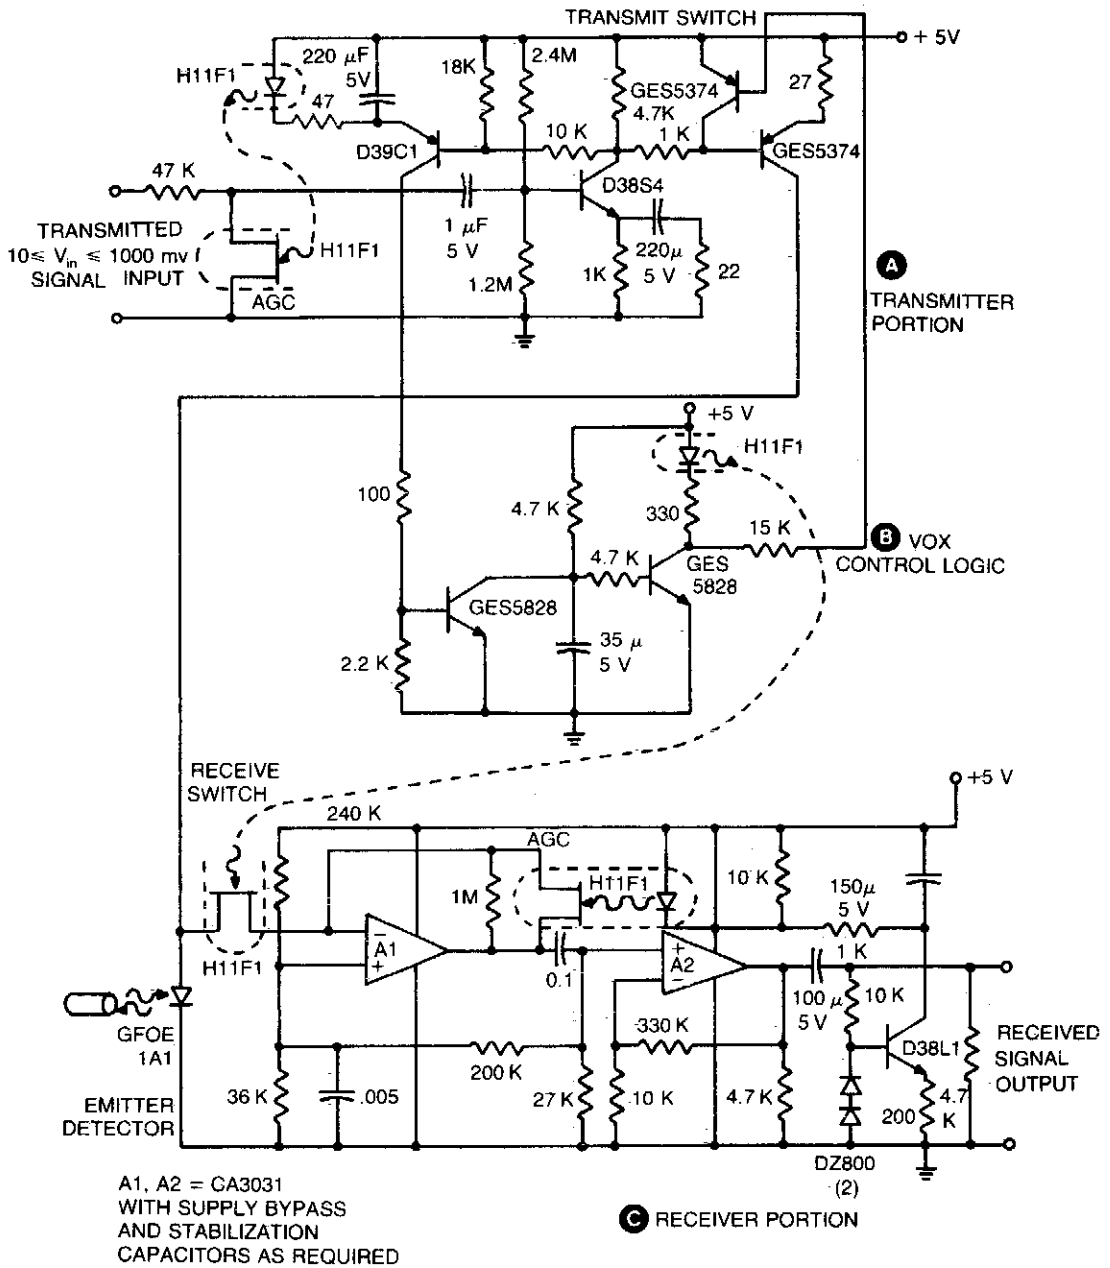 TRANSMIT SWITCH
+ 5V
220 µF
5V
18K
2.4M
H11F1
47
GES5374
4.7K
27
D39C1
10 K
1 K
GES5374
47 K
D38S4
1 µF
5 V
TRANSMITTED
10≤ Vin ≤ 1000 mv
SIGNAL INPUT
H11F1
AGC
1.2M
1K
220µ
5 V
22
A
TRANSMITTER
PORTION
+5 V
H11F1
100
4.7 K
330
15 K
B VOX
CONTROL LOGIC
4.7 K
GES
5828
GES5828
2.2 K
35 µ
5 V
RECEIVE
SWITCH
+5 V
240 K
AGC
H11F1
10 K
150µ
5 V
1M
1 K
A1
−
+
H11F1
0.1
+
A2
−
100 µ
5V
10 K
GFOE
1A1
330 K
D38L1
RECEIVED
SIGNAL
OUTPUT
200 K
36 K
.005
27 K
10 K
4.7 K
200
4.7
K
EMITTER
DETECTOR
DZ800
(2)
A1, A2 = CA3031
WITH SUPPLY BYPASS
AND STABILIZATION
CAPACITORS AS REQUIRED
C RECEIVER PORTION